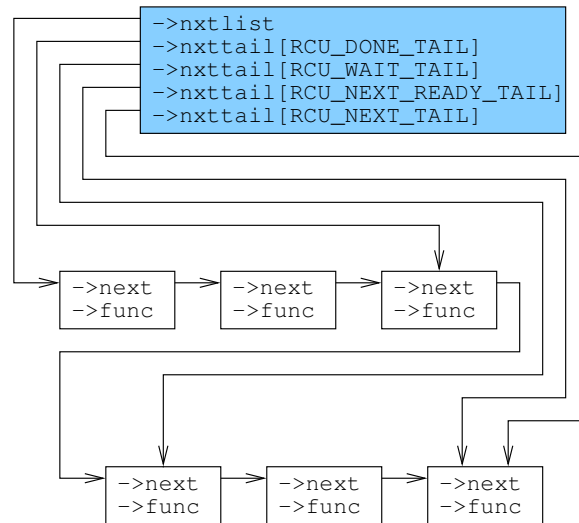 ->nxtlist
->nxttail[RCU_DONE_TAIL]
->nxttail[RCU_WAIT_TAIL]
->nxttail[RCU_NEXT_READY_TAIL]
->nxttail[RCU_NEXT_TAIL]
->next
->func
->next
->func
->next
->func
->next
->func
->next
->func
->next
->func